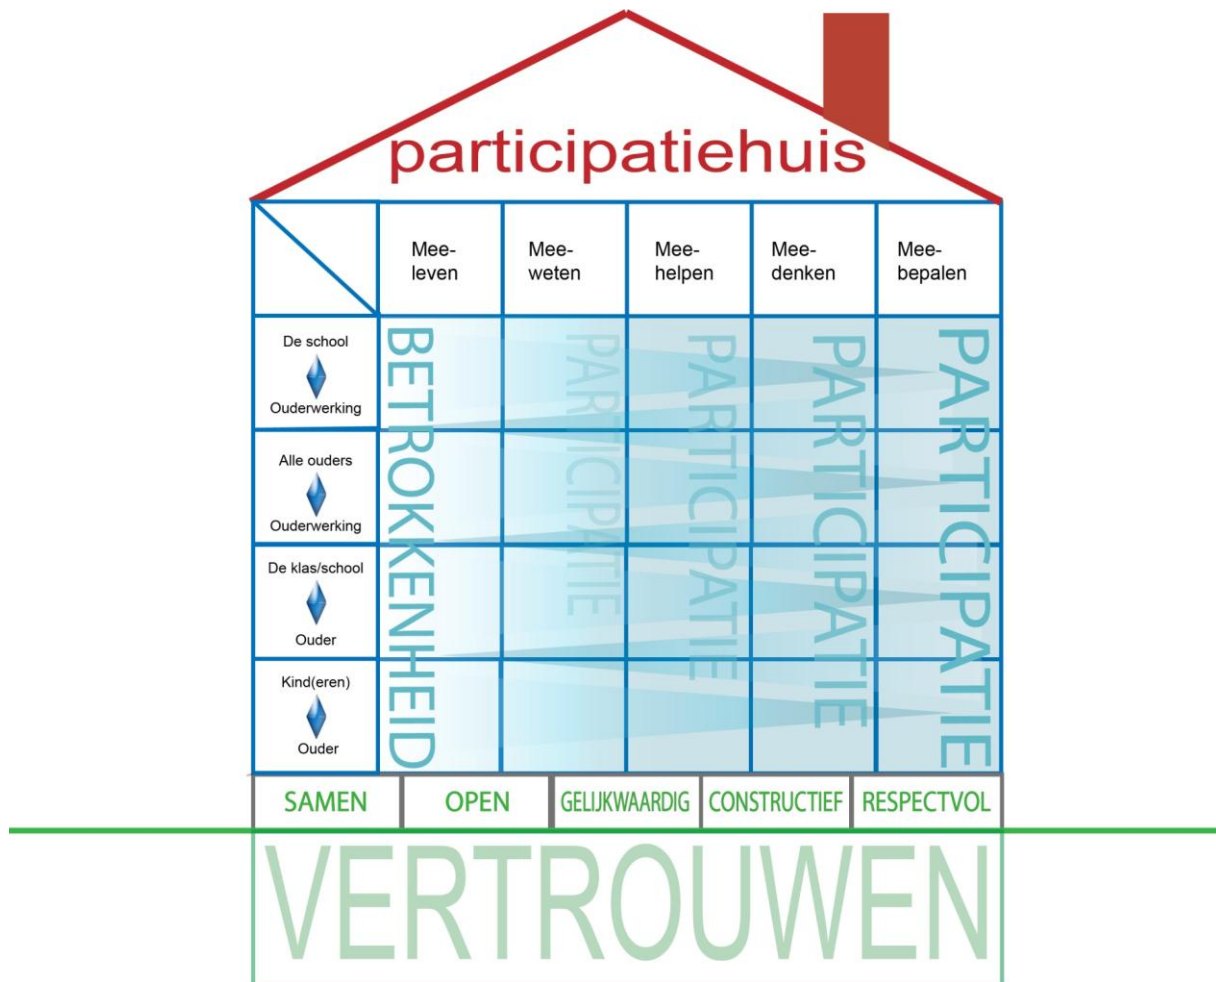 participatiehuis
Mee-
leven
Mee-
weten
Mee-
helpen
Mee-
denken
Mee-
bepalen
De school
Ouderwerking
Alle ouders
Ouderwerking
De klas/school
Ouder
Kind(eren)
Ouder
BETROKKENHEID
PARTICIPATIE
PARTICIPATIE
PARTICIPATIE
PARTICIPATIE
SAMEN
OPEN
GELIJKWAARDIG
CONSTRUCTIEF
RESPECTVOL
VERTROUWEN